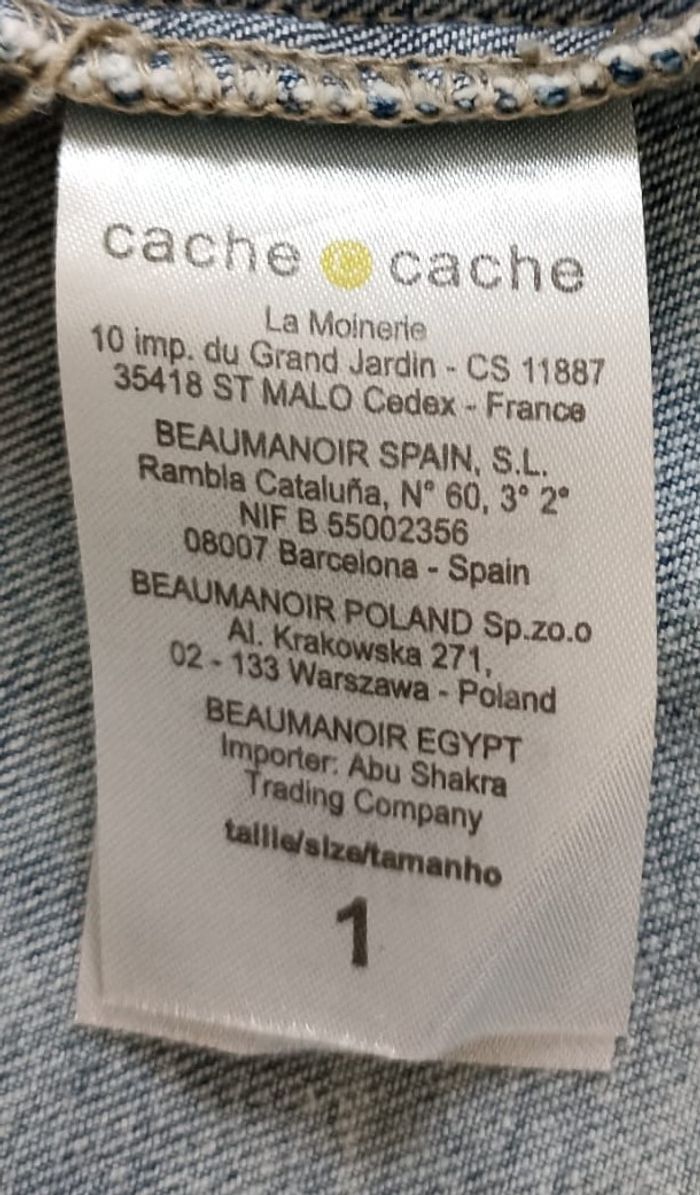 cache cache
La Moinerie
10 imp. du Grand Jardin - CS 11887
35418 ST MALO Cedex - France
BEAUMANOIR SPAIN, S.L.
Rambla Cataluña, N° 60, 3° 2°
NIF B 55002356
08007 Barcelona - Spain
BEAUMANOIR POLAND Sp.zo.o
Al. Krakowska 271,
02 - 133 Warszawa - Poland
BEAUMANOIR EGYPT
Importer: Abu Shakra
Trading Company
taille/size/tamanho
1